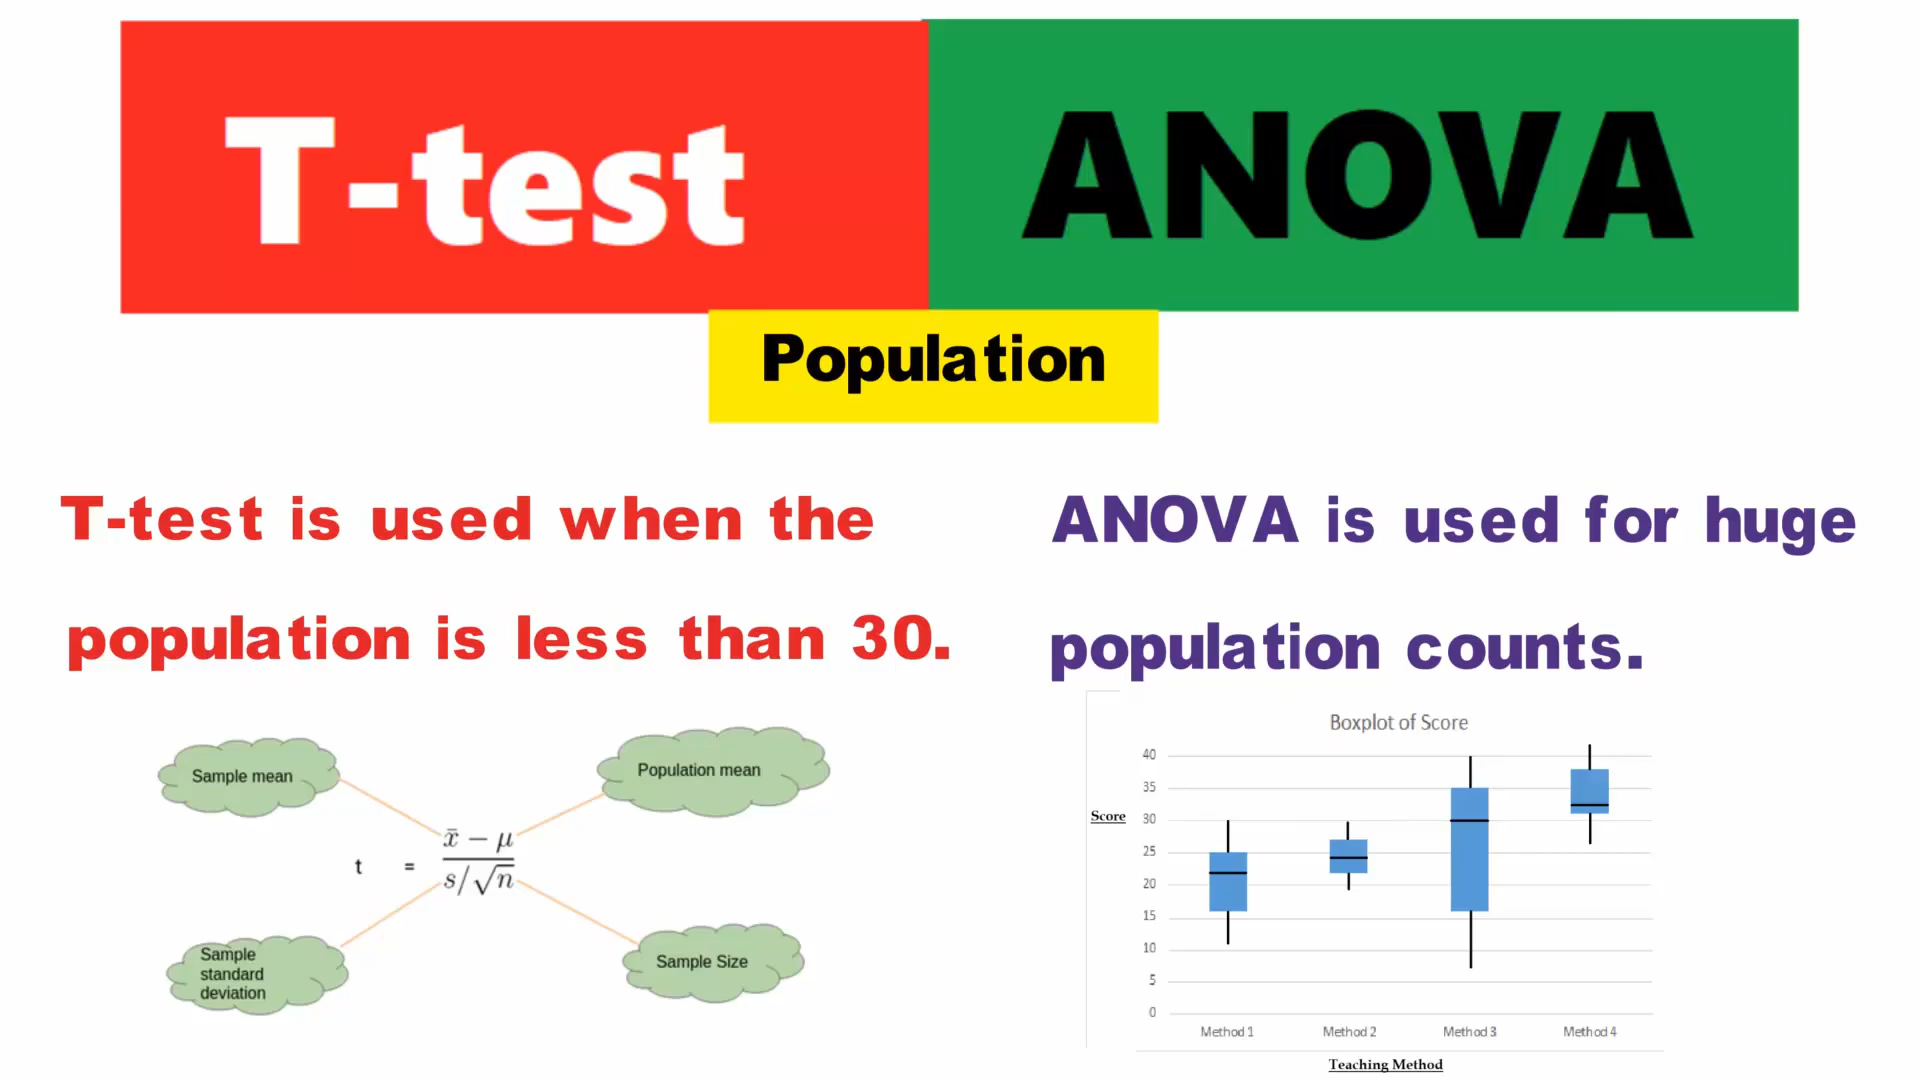 T-test
ANOVA
Population
T-test is used when the
population is less than 30.
ANOVA is used for huge
population counts.
Sample mean
Population mean
t = x̄ − μ
s/√n
Sample
standard
deviation
Sample Size
Boxplot of Score
40
35
30
25
20
15
10
5
0
Score
Method 1 Method 2 Method 3 Method 4
Teaching Method